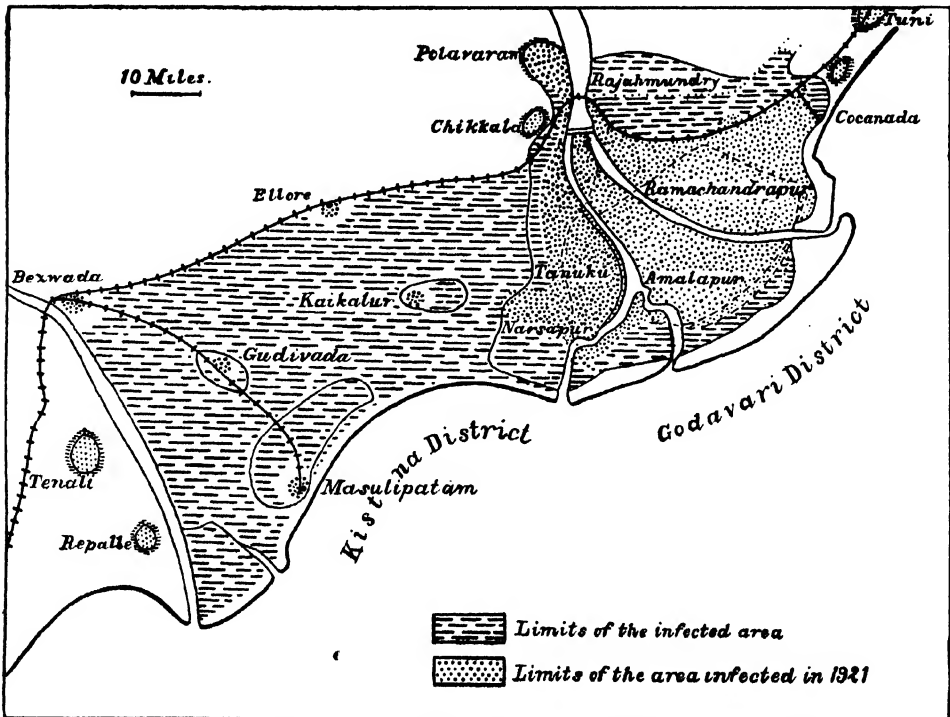 Tuni
Polavaram
10 Miles.
Rajahmundry
Chikkala
Cocanada
Ramachandrapur
Ellore
Bexwada
Tanuku
Amalapur
Kaikalur
Narsapur
Gudivada
Godavari District
Kistna District
Tenali
Masulipatam
Repalle
Limits of the infected area
Limits of the area infected in 1921